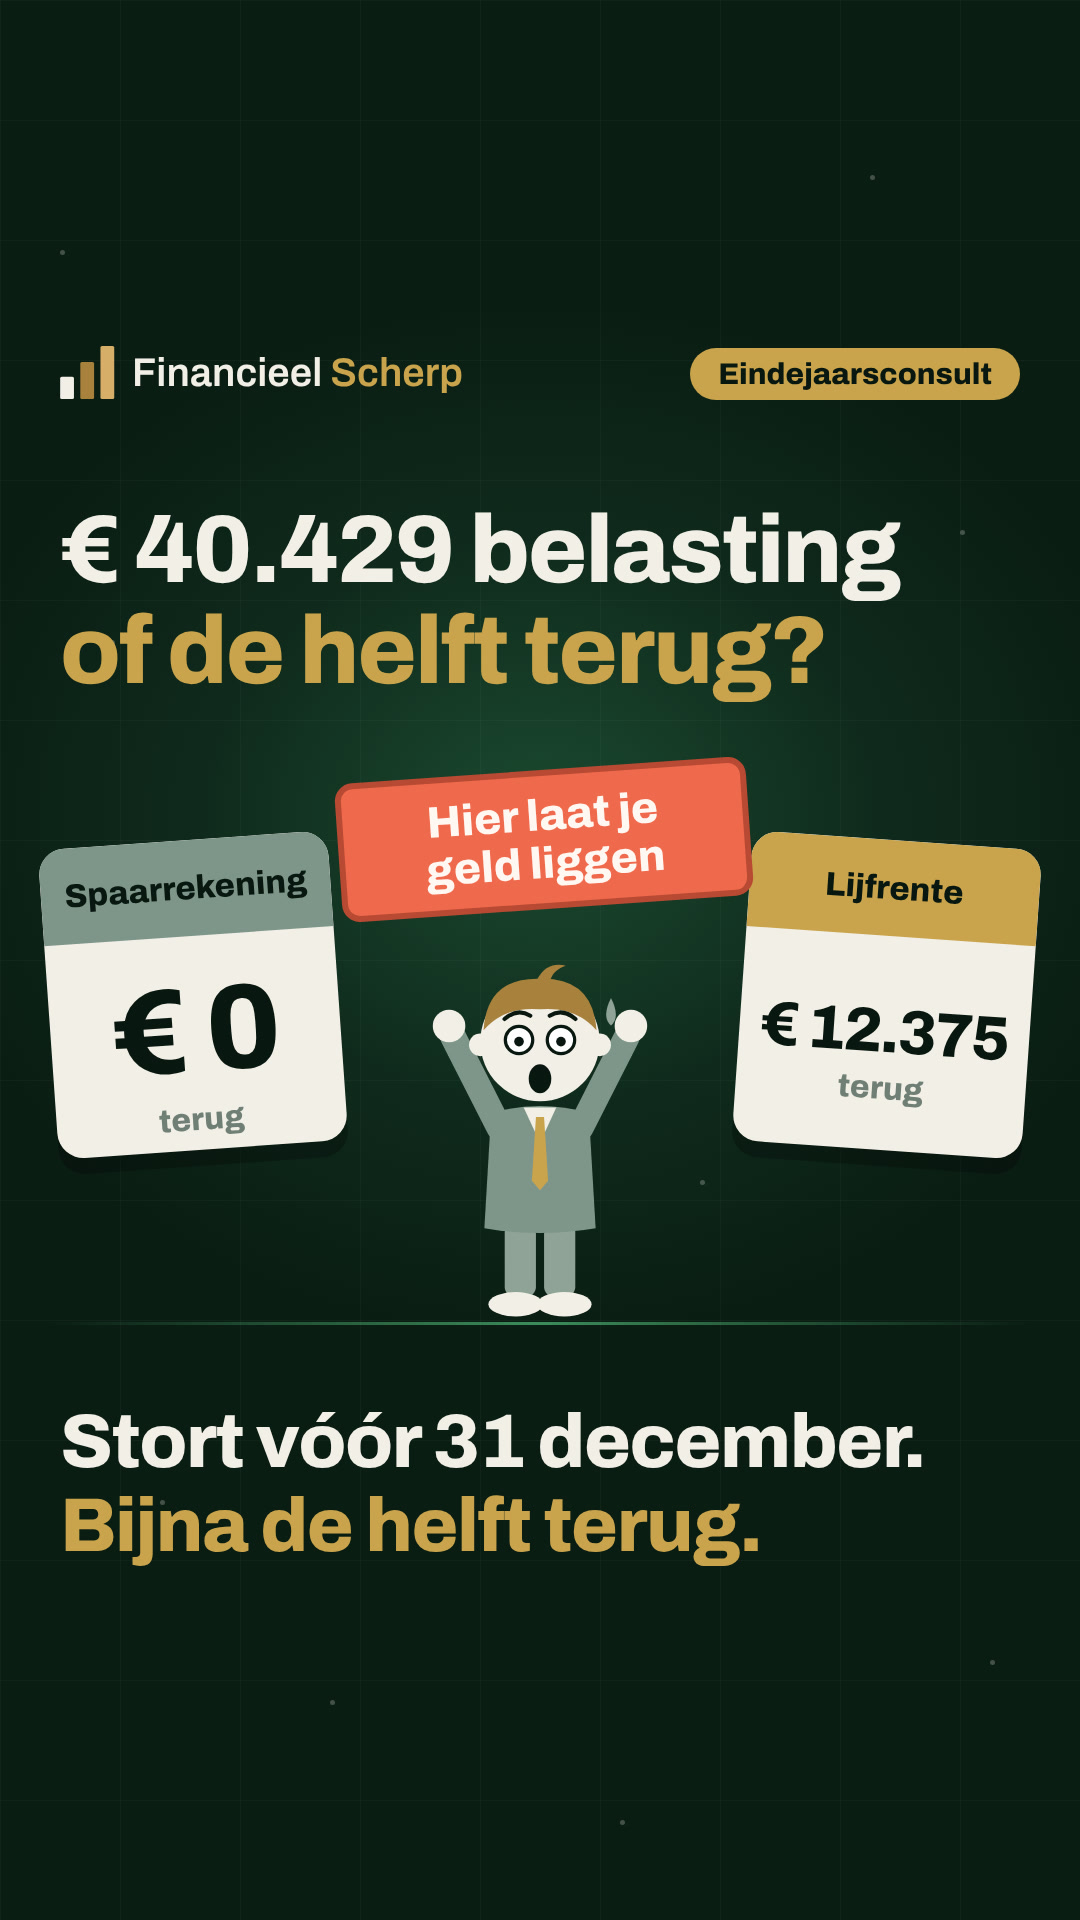 Financieel Scherp
Eindejaarsconsult
€ 40.429 belasting
of de helft terug?
Hier laat je
geld liggen
Spaarrekening
€ 0
terug
Lijfrente
€ 12.375
terug
Stort vóór 31 december.
Bijna de helft terug.